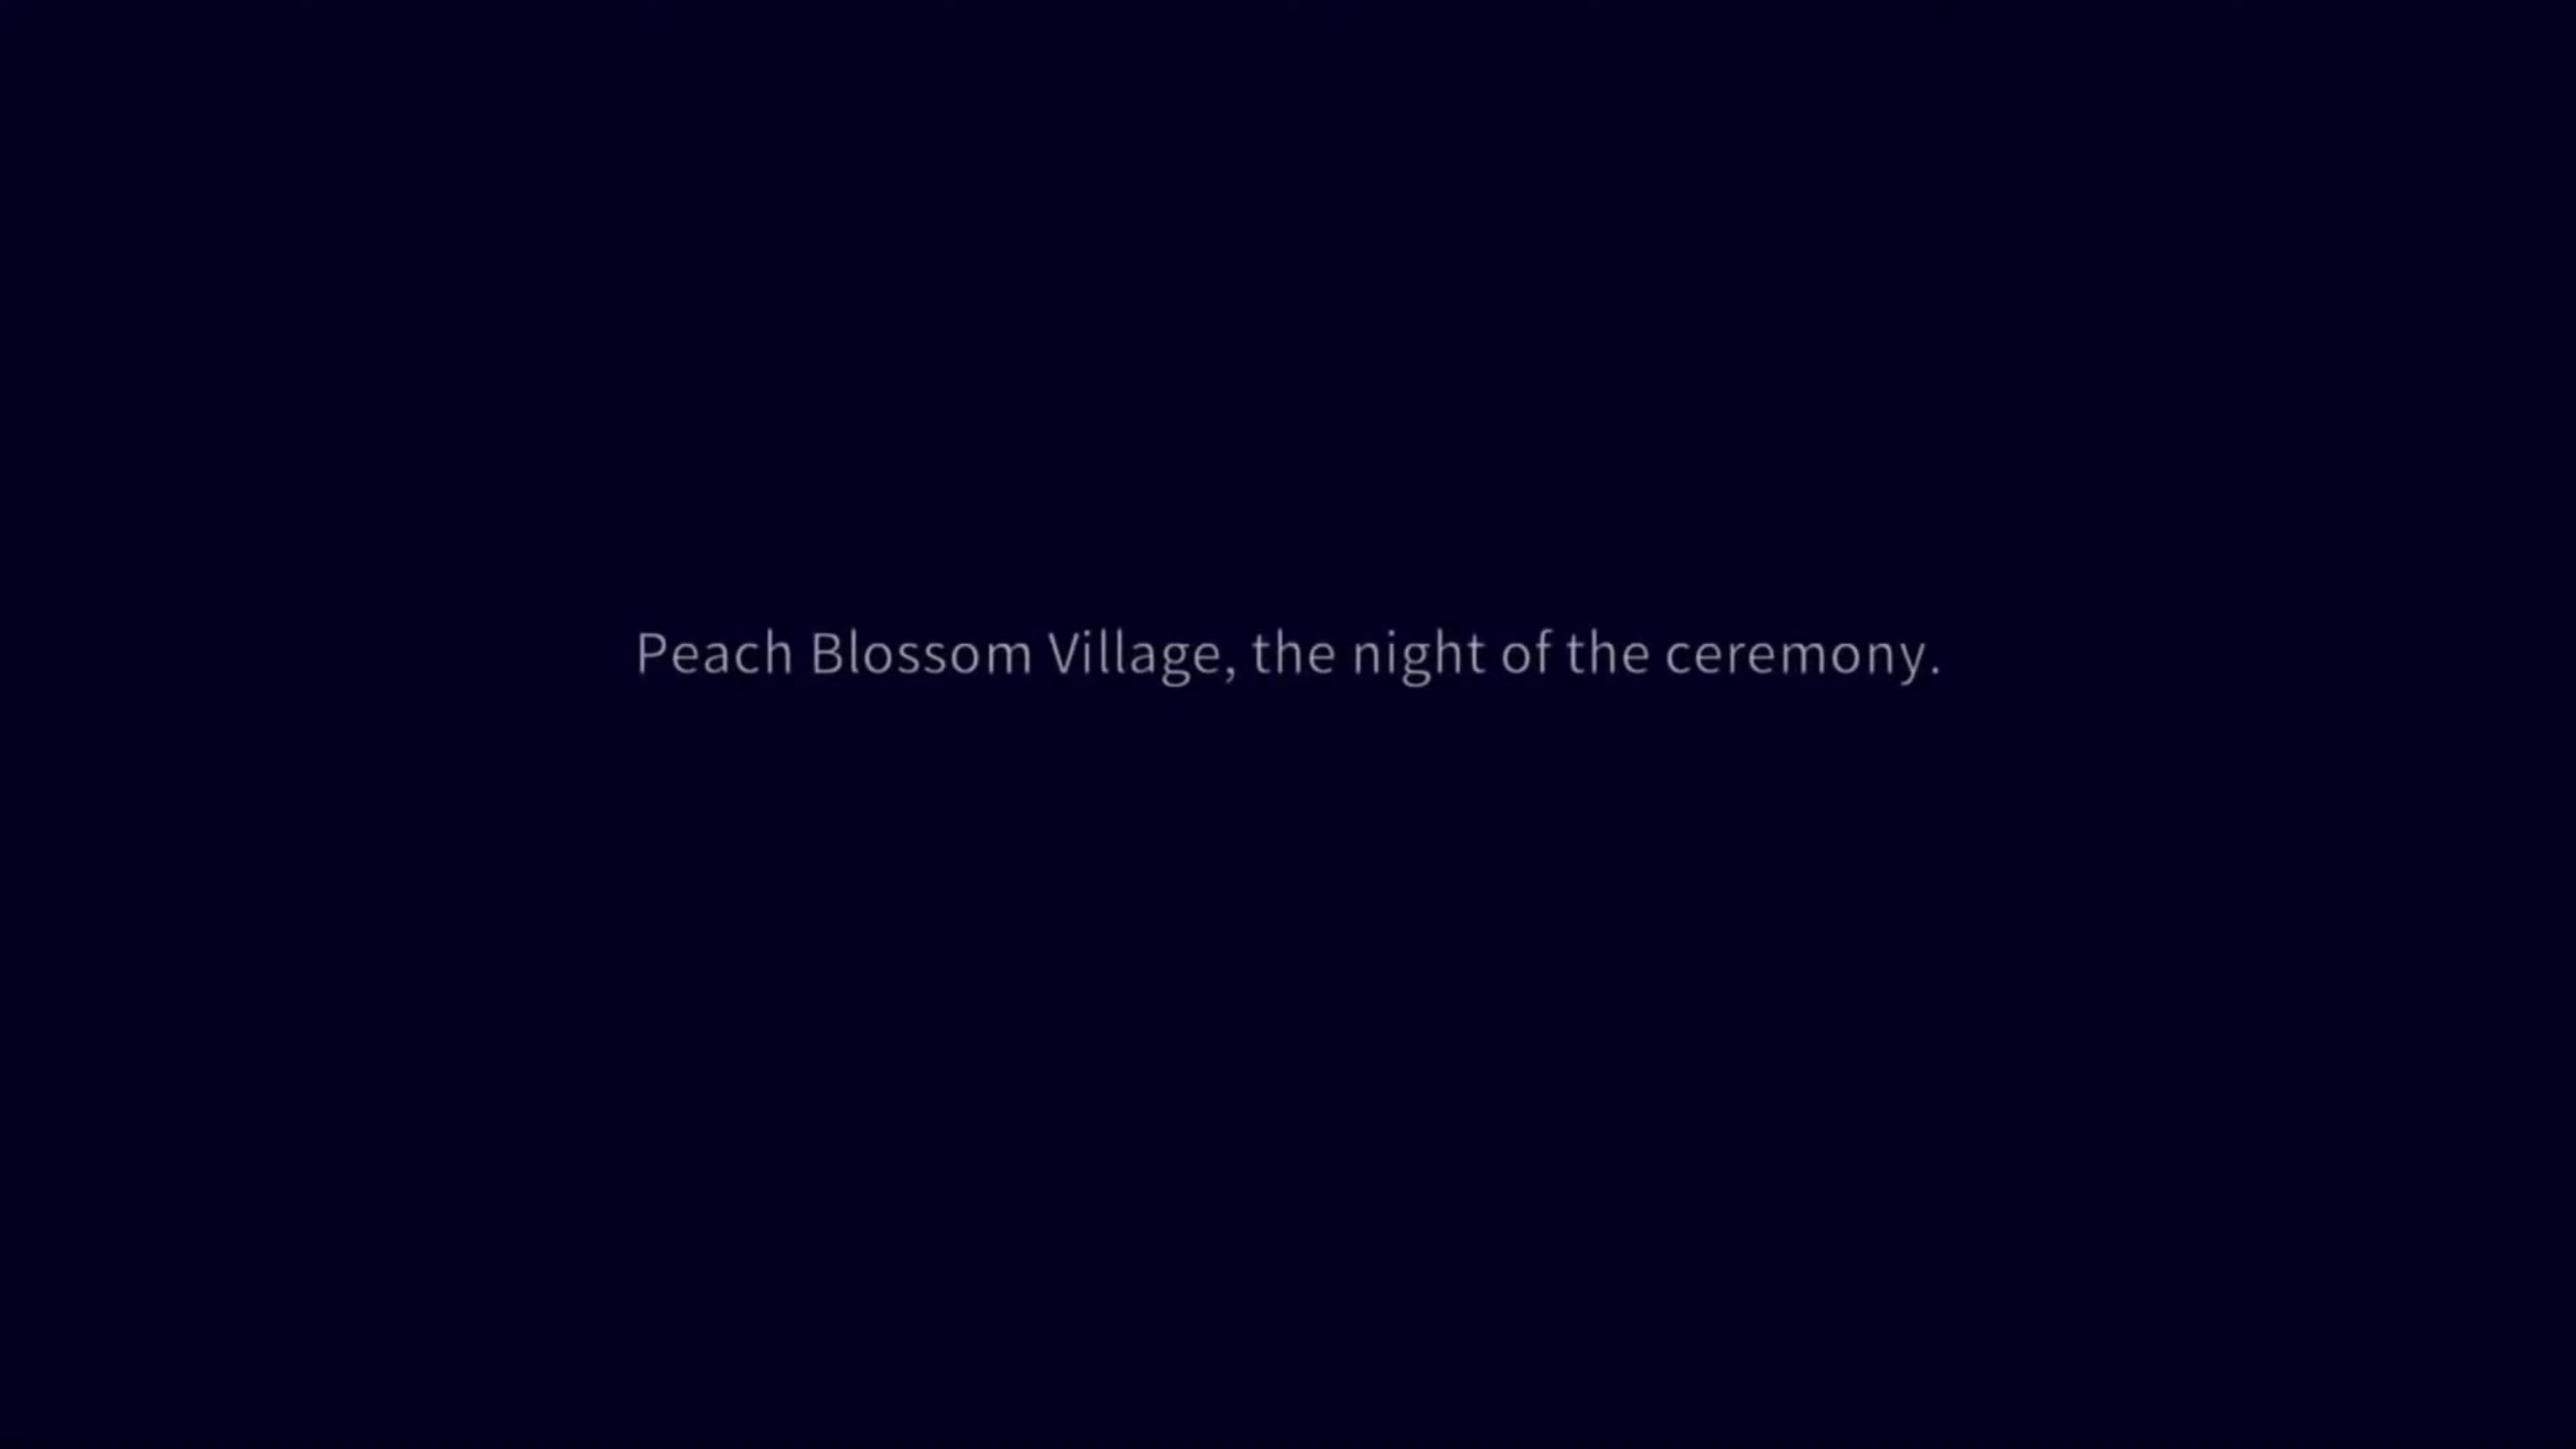 Peach Blossom Village, the night of the ceremony.